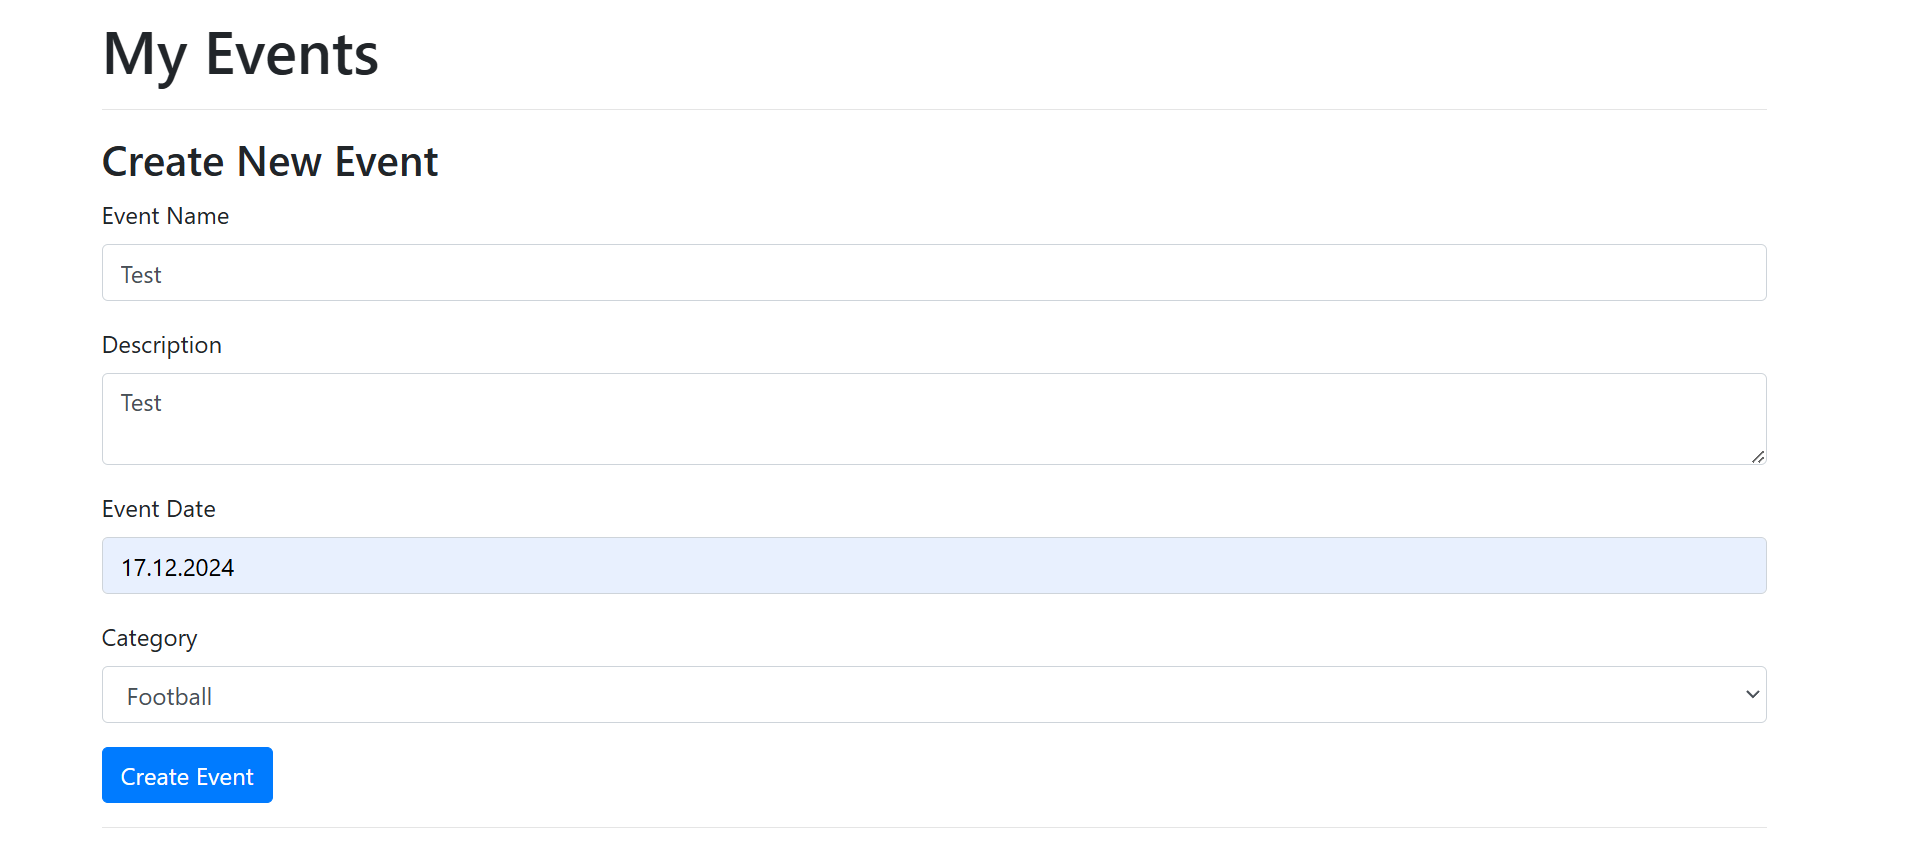 My Events
Create New Event
Event Name
Test
Description
Test
Event Date
17.12.2024
Category
Football
Create Event